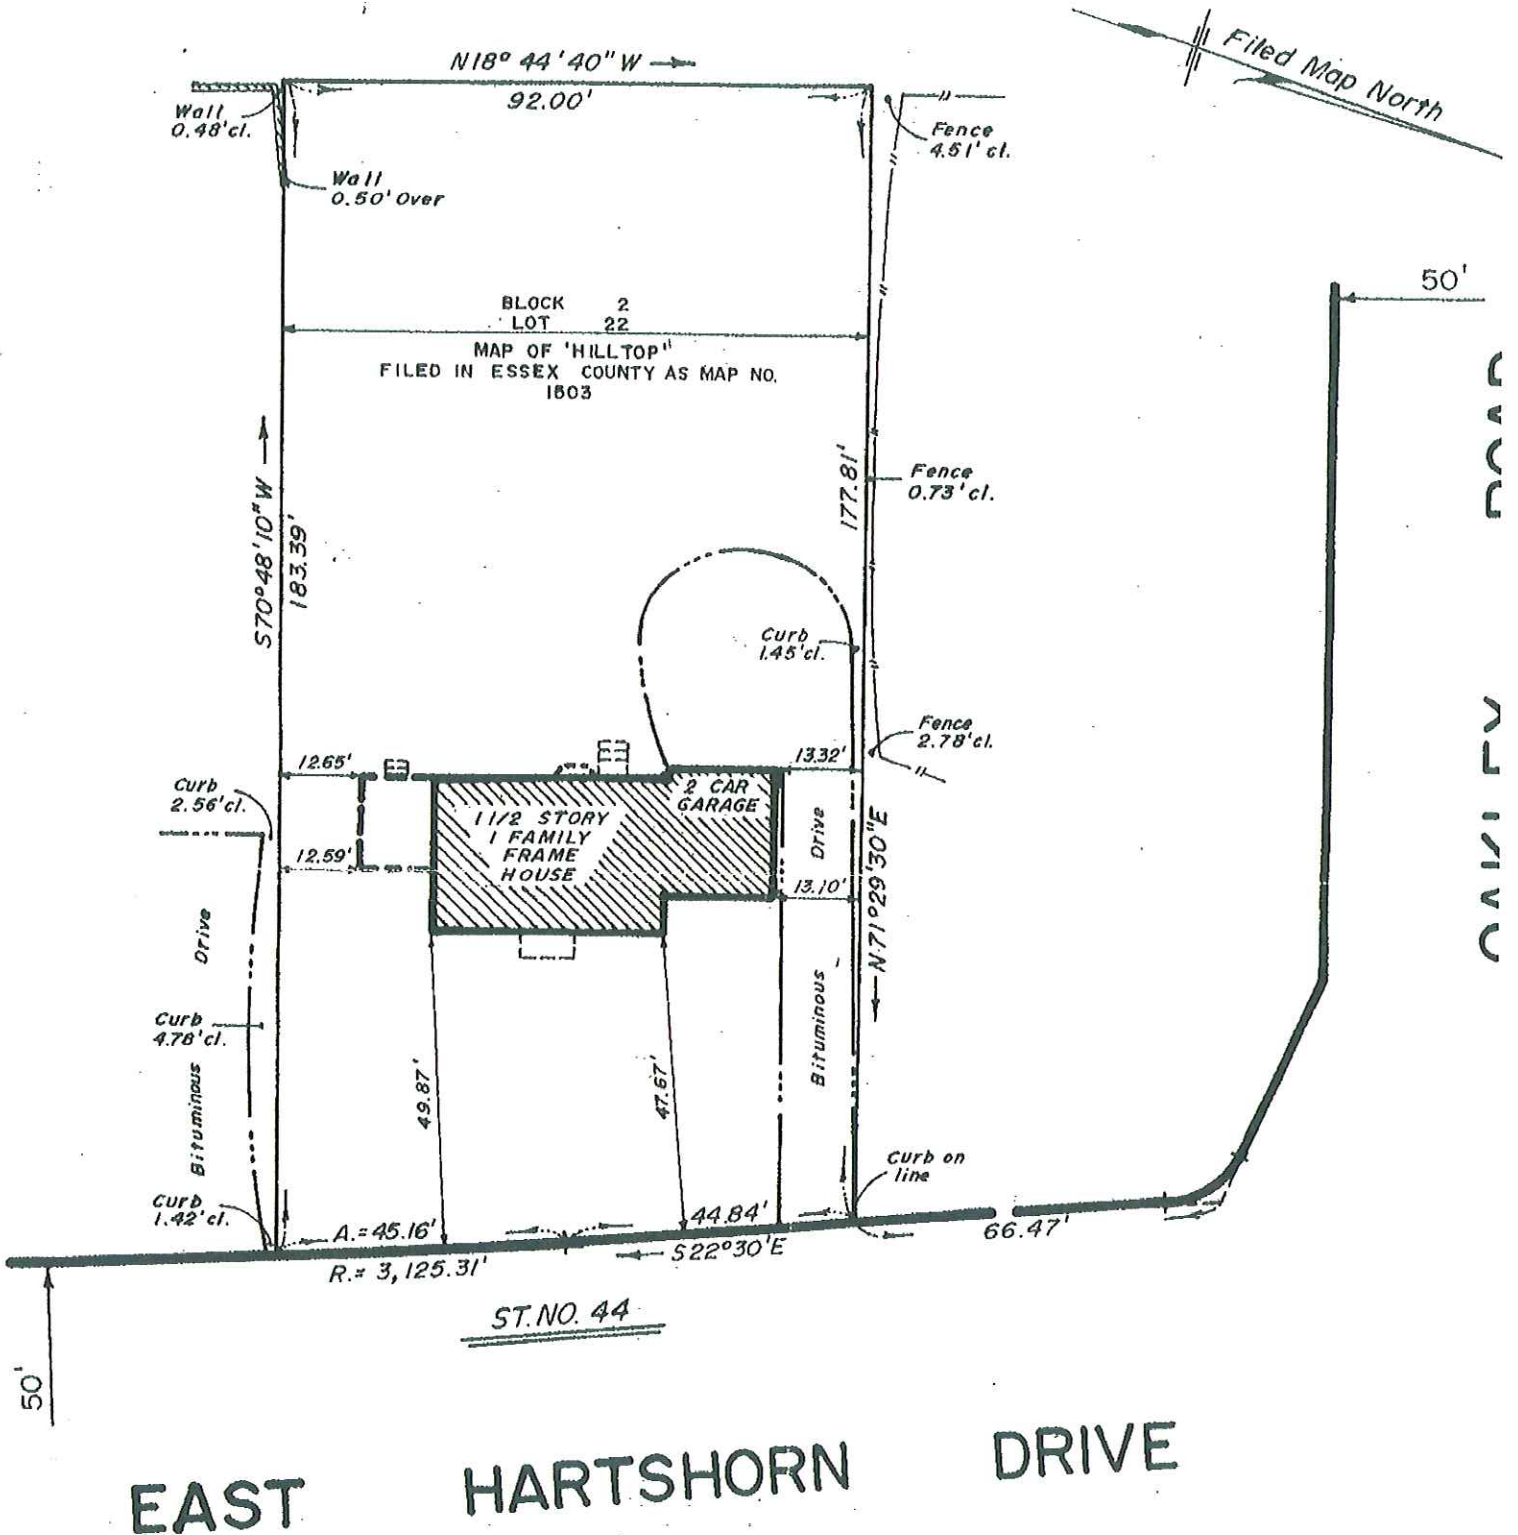 N18° 44' 40" W
92.00'
Filed Map North
Wall
0.48' cl.
Wall
0.50' Over
Fence
4.51' cl.
50'
BLOCK 2
LOT 22
MAP OF 'HILLTOP"
FILED IN ESSEX COUNTY AS MAP NO.
1503
S70° 48' 10" W
183.39'
177.81'
Fence
0.73' cl.
Curb
1.45' cl.
Fence
2.78' cl.
12.65'
13.32'
Curb
2.56' cl.
2 CAR
GARAGE
1 1/2 STORY
1 FAMILY
FRAME
HOUSE
12.59'
13.10'
Bituminous Drive
Bituminous Drive
N 71° 29' 30" E
OAKLEY ROAD
Curb
4.78' cl.
49.87'
47.67'
Curb on
line
Curb
1.42' cl.
A.= 45.16'
44.84'
66.47'
R.= 3,125.31'
S22° 30' E
ST. NO. 44
50'
EAST HARTSHORN DRIVE